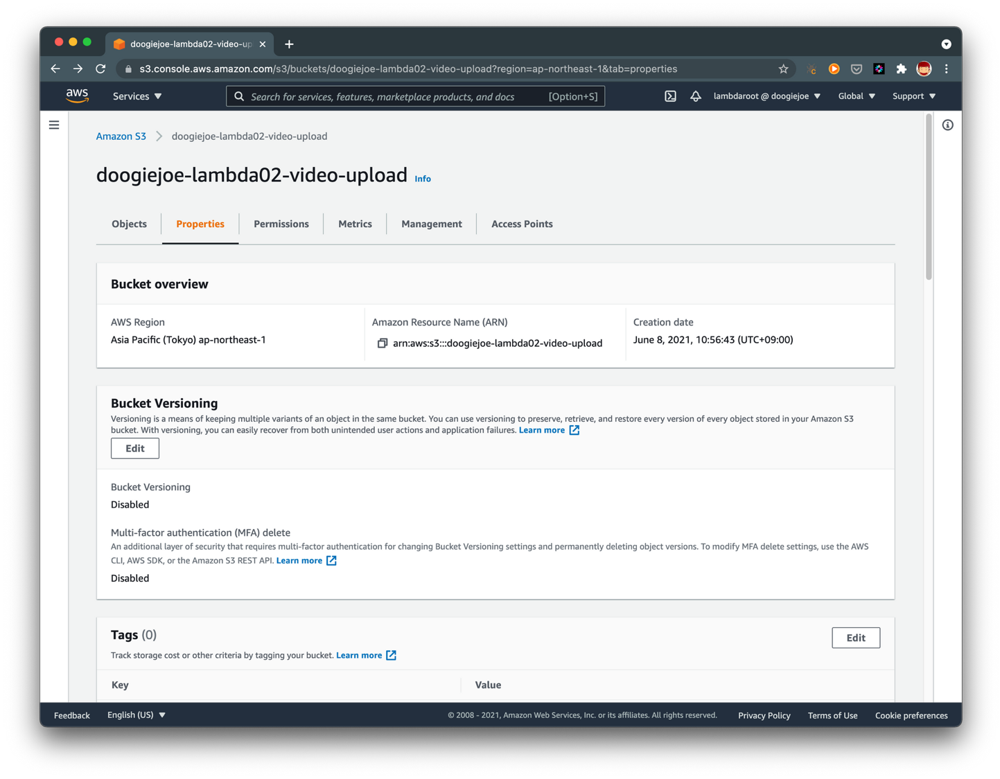 doogiejoe-lambda02-video-up
s3.console.aws.amazon.com/s3/buckets/doogiejoe-lambda02-video-upload?region=ap-northeast-1&tab=properties
aws
Services
Search for services, features, marketplace products, and docs [Option+S]
lambdaroot @ doogiejoe
Global
Support
Amazon S3
doogiejoe-lambda02-video-upload
doogiejoe-lambda02-video-upload Info
Objects
Properties
Permissions
Metrics
Management
Access Points
Bucket overview
AWS Region
Asia Pacific (Tokyo) ap-northeast-1
Amazon Resource Name (ARN)
arn:aws:s3:::doogiejoe-lambda02-video-upload
Creation date
June 8, 2021, 10:56:43 (UTC+09:00)
Bucket Versioning
Versioning is a means of keeping multiple variants of an object in the same bucket. You can use versioning to preserve, retrieve, and restore every version of every object stored in your Amazon S3
bucket. With versioning, you can easily recover from both unintended user actions and application failures. Learn more
Edit
Bucket Versioning
Disabled
Multi-factor authentication (MFA) delete
An additional layer of security that requires multi-factor authentication for changing Bucket Versioning settings and permanently deleting object versions. To modify MFA delete settings, use the AWS
CLI, AWS SDK, or the Amazon S3 REST API. Learn more
Disabled
Tags (0)
Edit
Track storage cost or other criteria by tagging your bucket. Learn more
Key
Value
Feedback
English (US)
© 2008 - 2021, Amazon Web Services, Inc. or its affiliates. All rights reserved.
Privacy Policy
Terms of Use
Cookie preferences